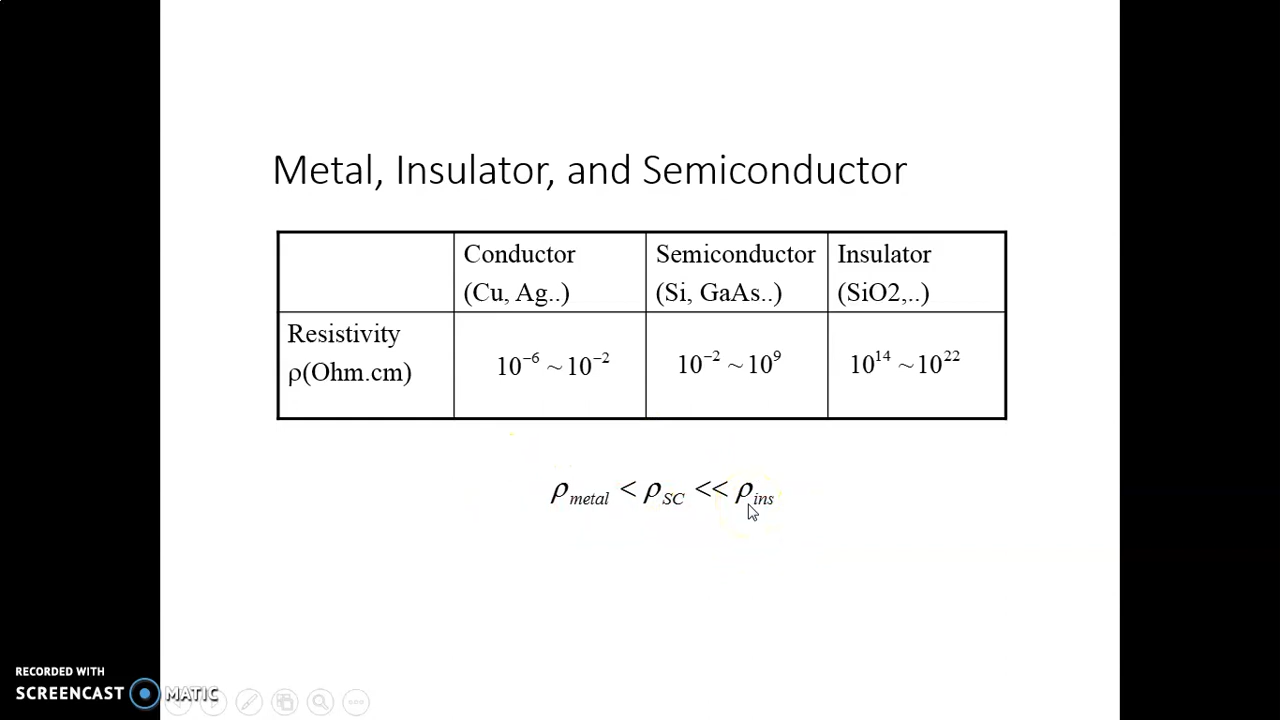 Metal, Insulator, and Semiconductor
Conductor
(Cu, Ag..)
Semiconductor
(Si, GaAs..)
Insulator
(SiO2,..)
Resistivity
ρ(Ohm.cm)
10⁻⁶ ~ 10⁻²
10⁻² ~ 10⁹
10¹⁴ ~ 10²²
ρ_metal < ρ_SC << ρ_ins
RECORDED WITH
SCREENCAST MATIC